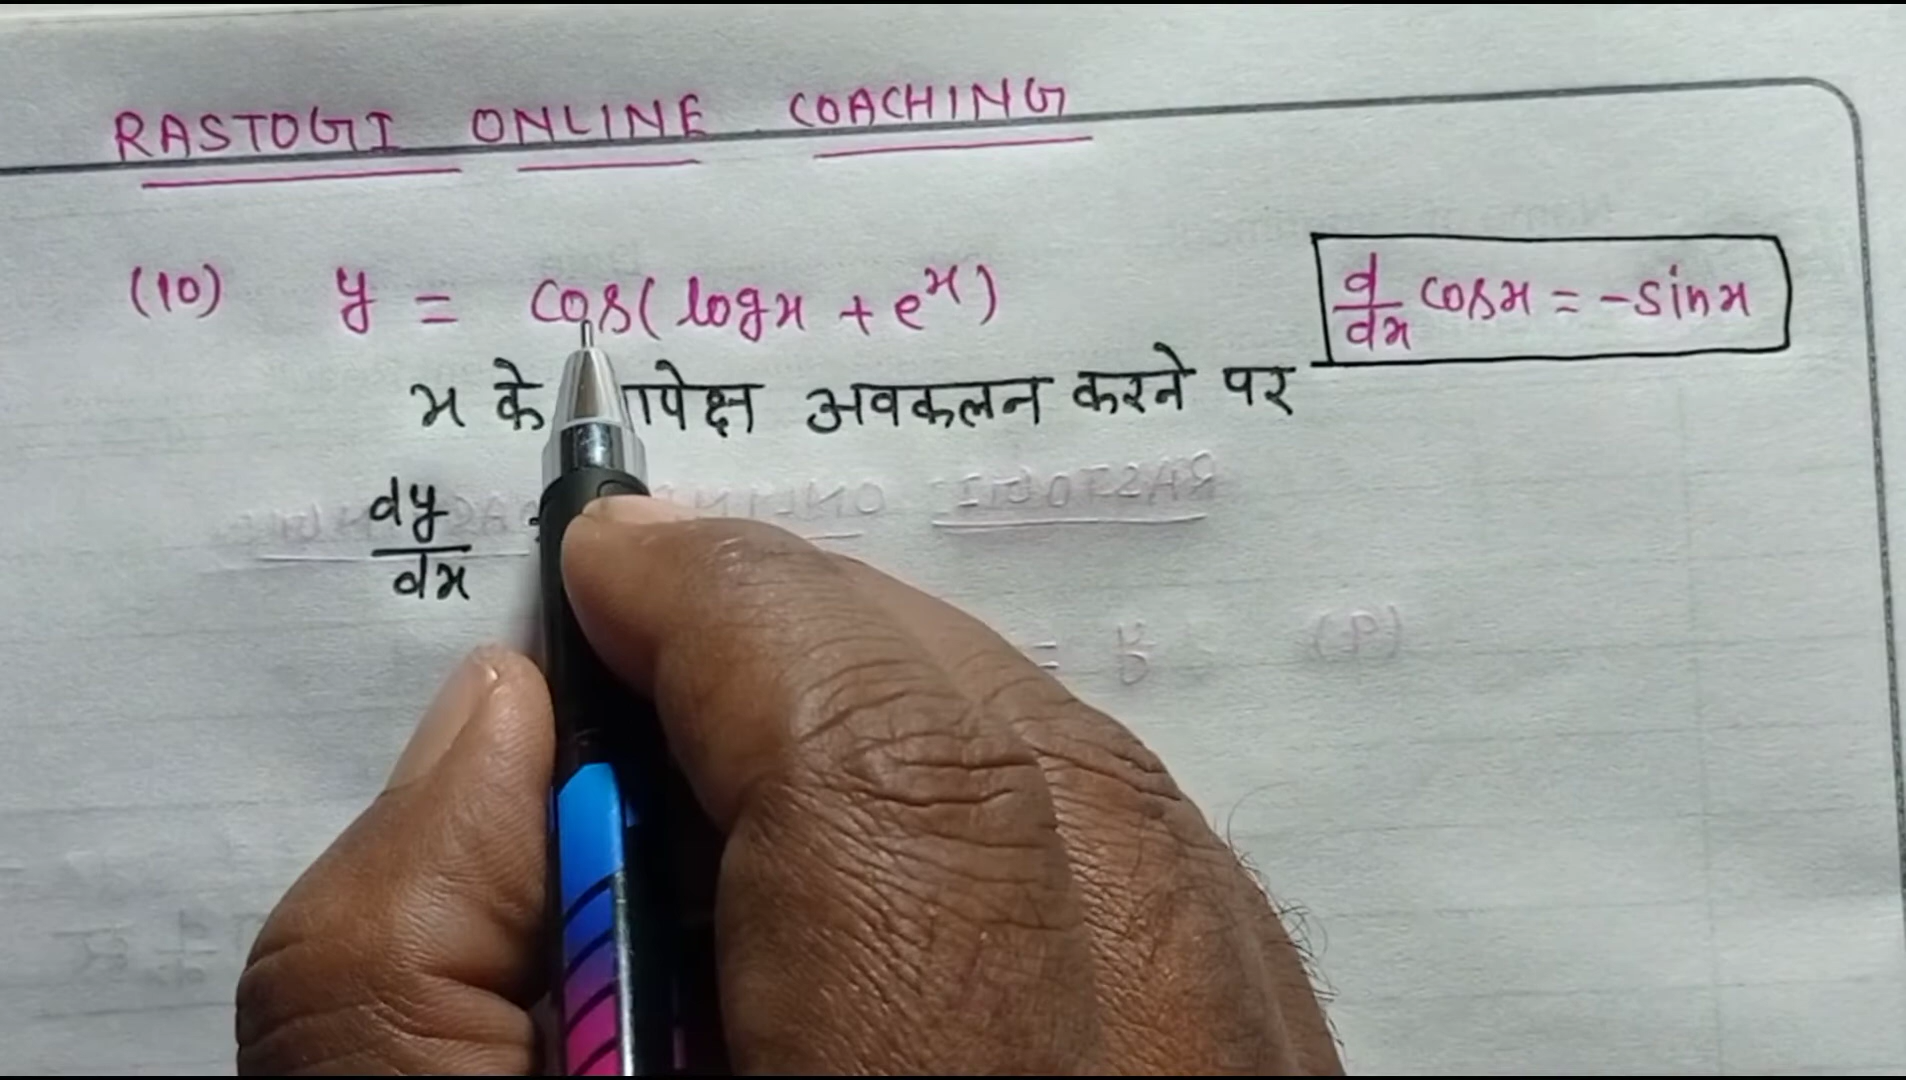 RASTOGI ONLINE COACHING
(10) y = cos(logx + e^x)
d/dx cosx = -sinx
x के अवकलन करने पर
dy/dx